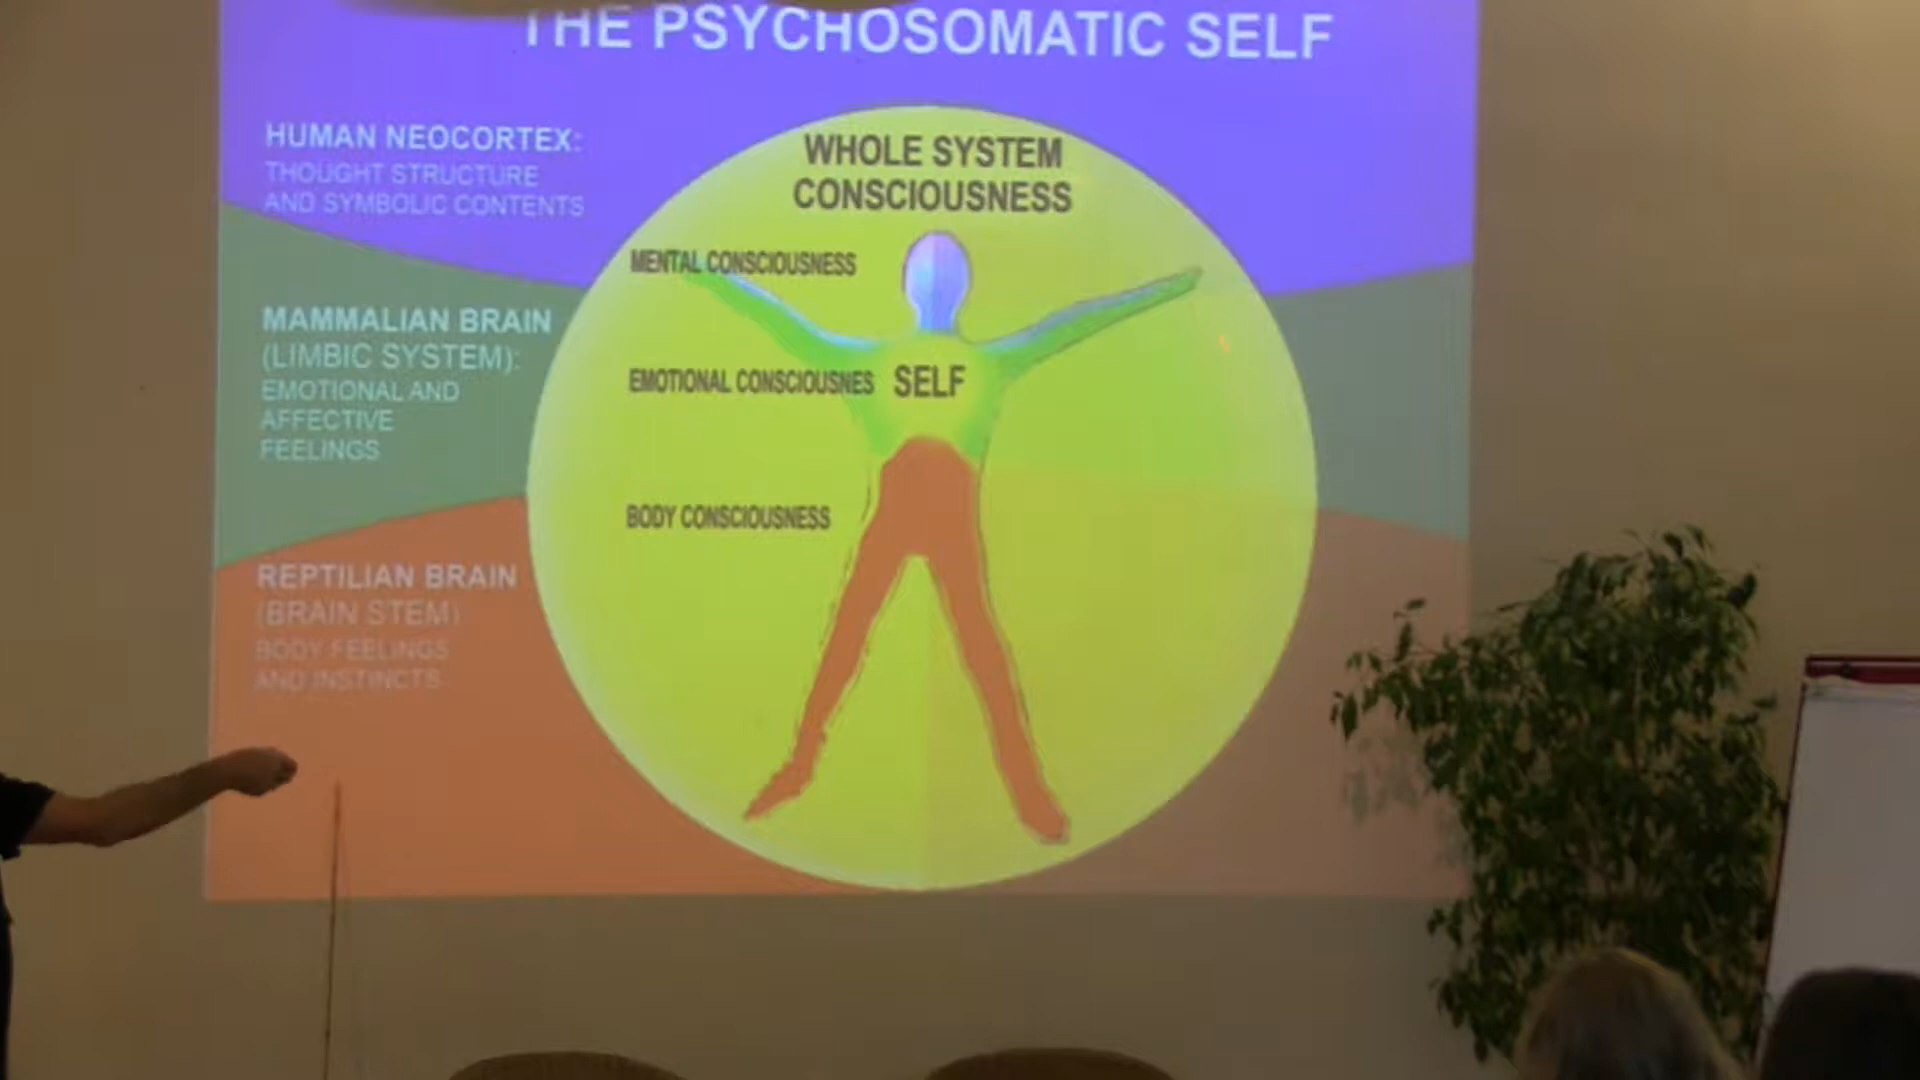 THE PSYCHOSOMATIC SELF
HUMAN NEOCORTEX:
THOUGHT STRUCTURE
AND SYMBOLIC CONTENTS
MAMMALIAN BRAIN
(LIMBIC SYSTEM):
EMOTIONAL AND
AFFECTIVE
FEELINGS
REPTILIAN BRAIN
(BRAIN STEM)
BODY FEELINGS
AND INSTINCTS
WHOLE SYSTEM
CONSCIOUSNESS
MENTAL CONSCIOUSNESS
EMOTIONAL CONSCIOUSNES
SELF
BODY CONSCIOUSNESS